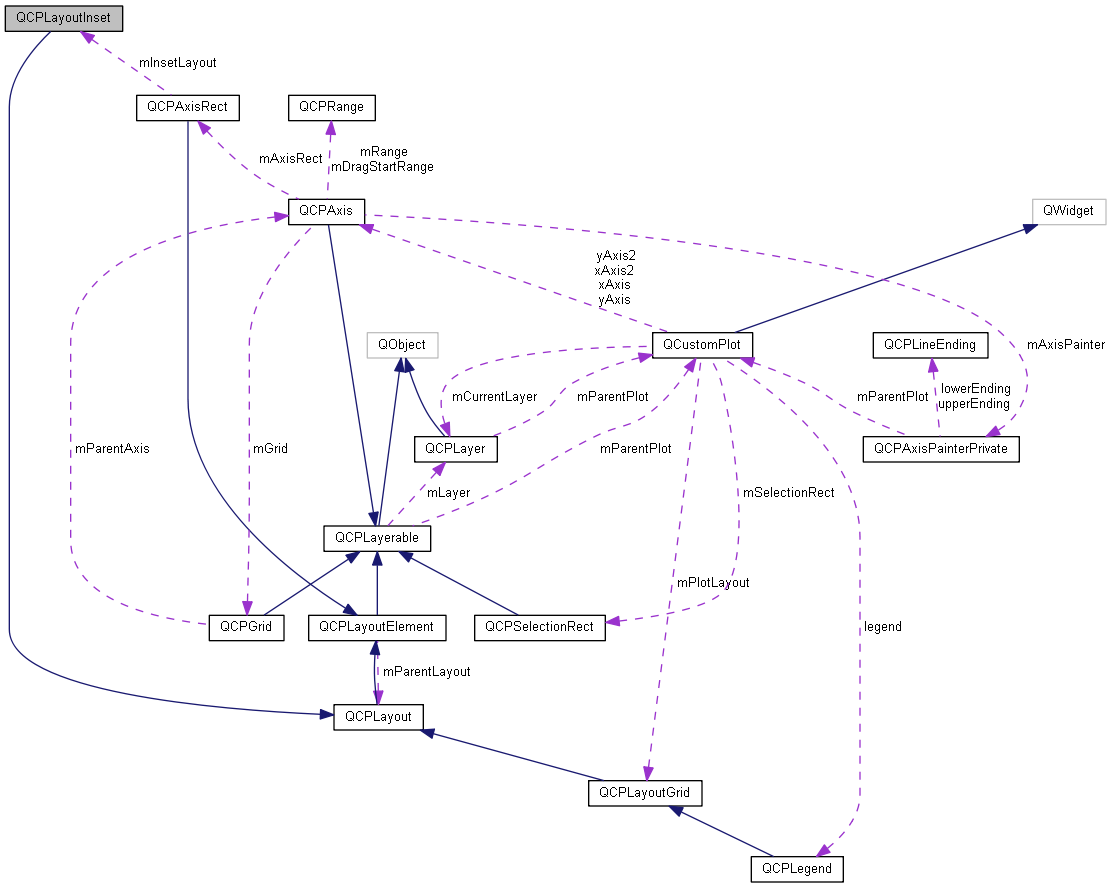 QCPLayoutInset
mInsetLayout
QCPAxisRect
QCPRange
mAxisRect
mRange
mDragStartRange
QCPAxis
QWidget
yAxis2
xAxis2
xAxis
yAxis
QObject
QCustomPlot
QCPLineEnding
mAxisPainter
mCurrentLayer
mParentPlot
mParentPlot
lowerEnding
upperEnding
mParentAxis
mGrid
QCPLayer
mParentPlot
QCPAxisPainterPrivate
mLayer
mSelectionRect
QCPLayerable
mPlotLayout
QCPGrid
QCPLayoutElement
QCPSelectionRect
legend
mParentLayout
QCPLayout
QCPLayoutGrid
QCPLegend